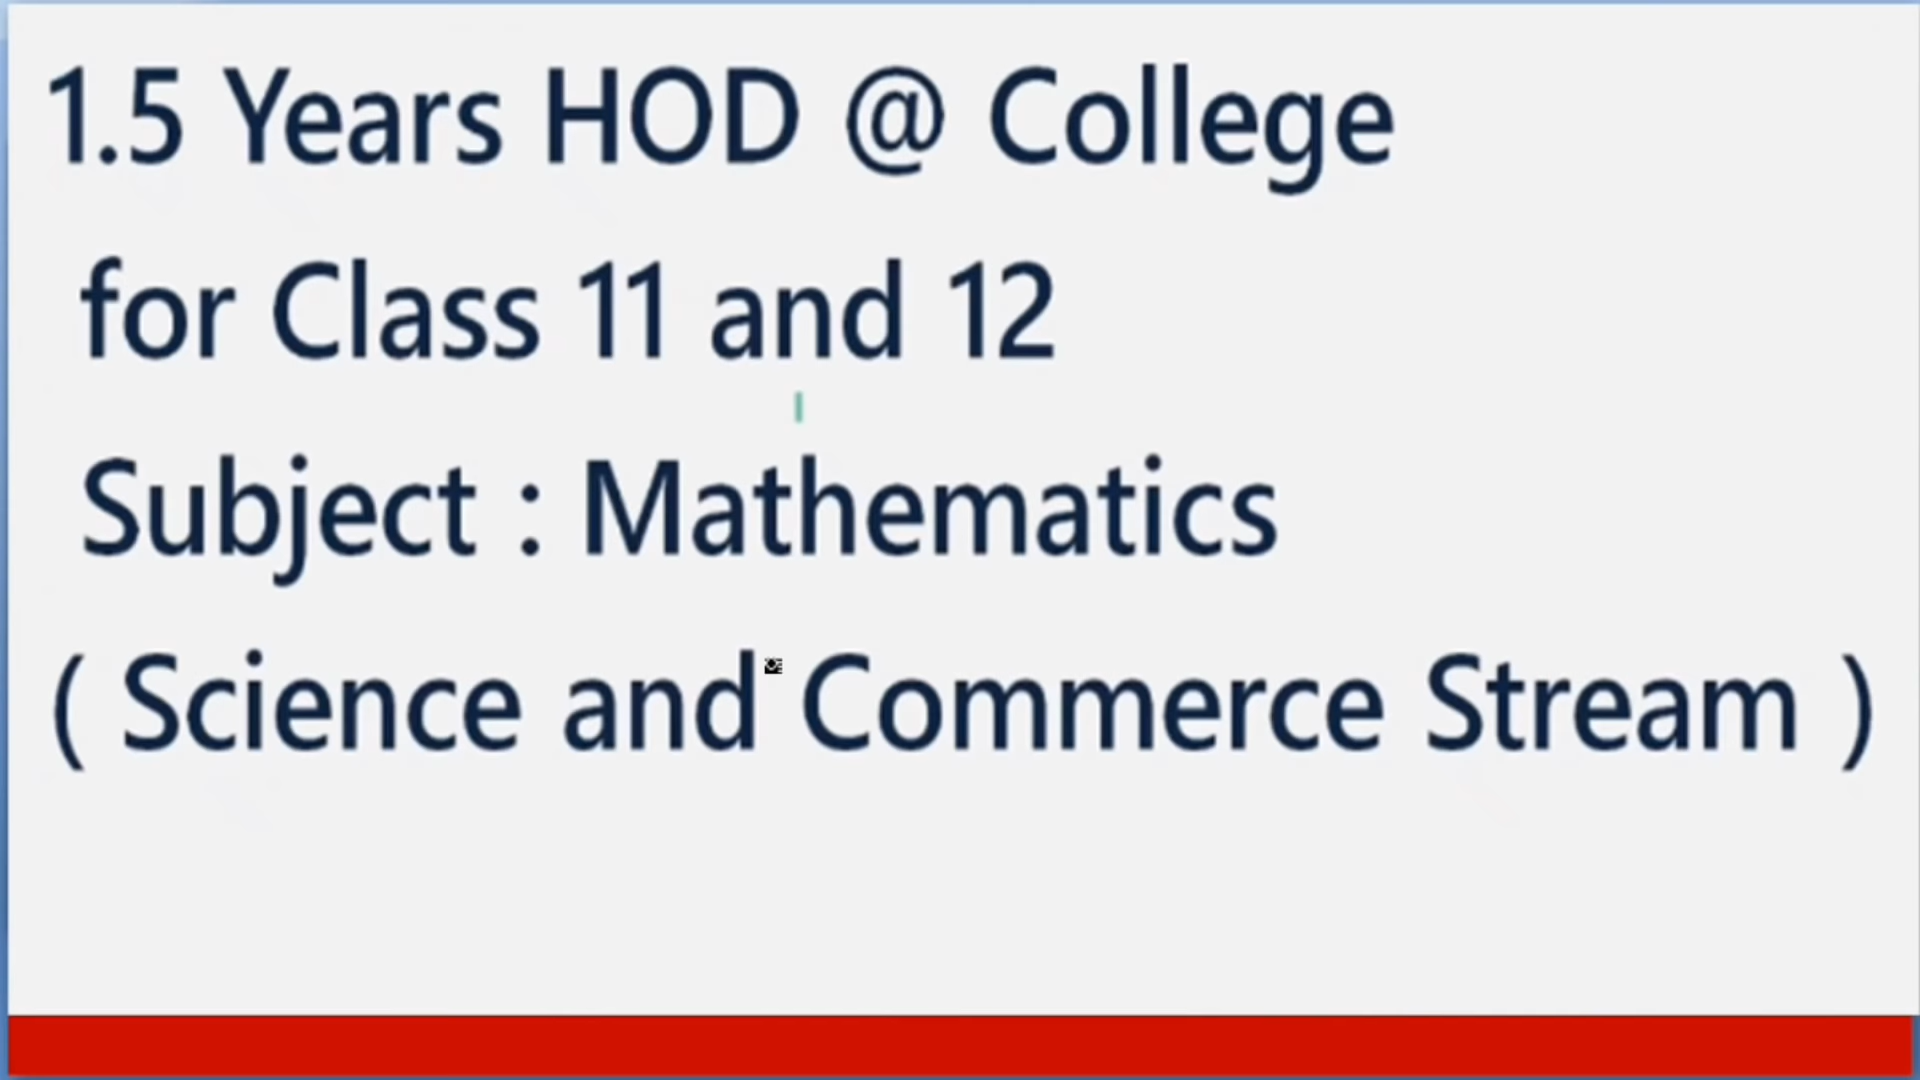 1.5 Years HOD @ College
for Class 11 and 12
Subject : Mathematics
( Science and Commerce Stream )